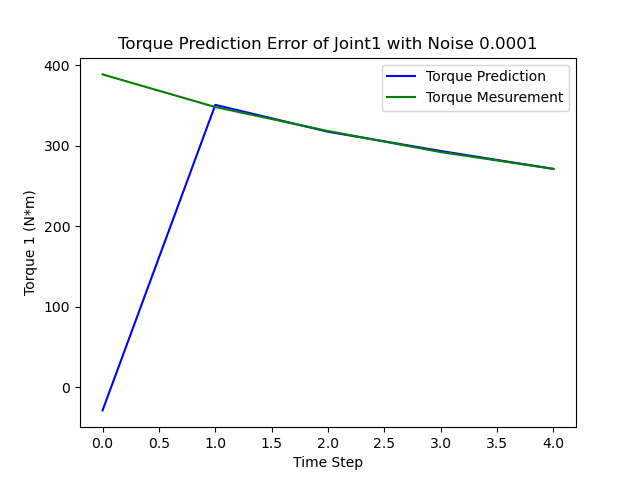 Torque Prediction Error of Joint1 with Noise 0.0001
Torque Prediction
Torque Mesurement
400
300
200
100
0
Torque 1 (N*m)
0.0 0.5 1.0 1.5 2.0 2.5 3.0 3.5 4.0
Time Step